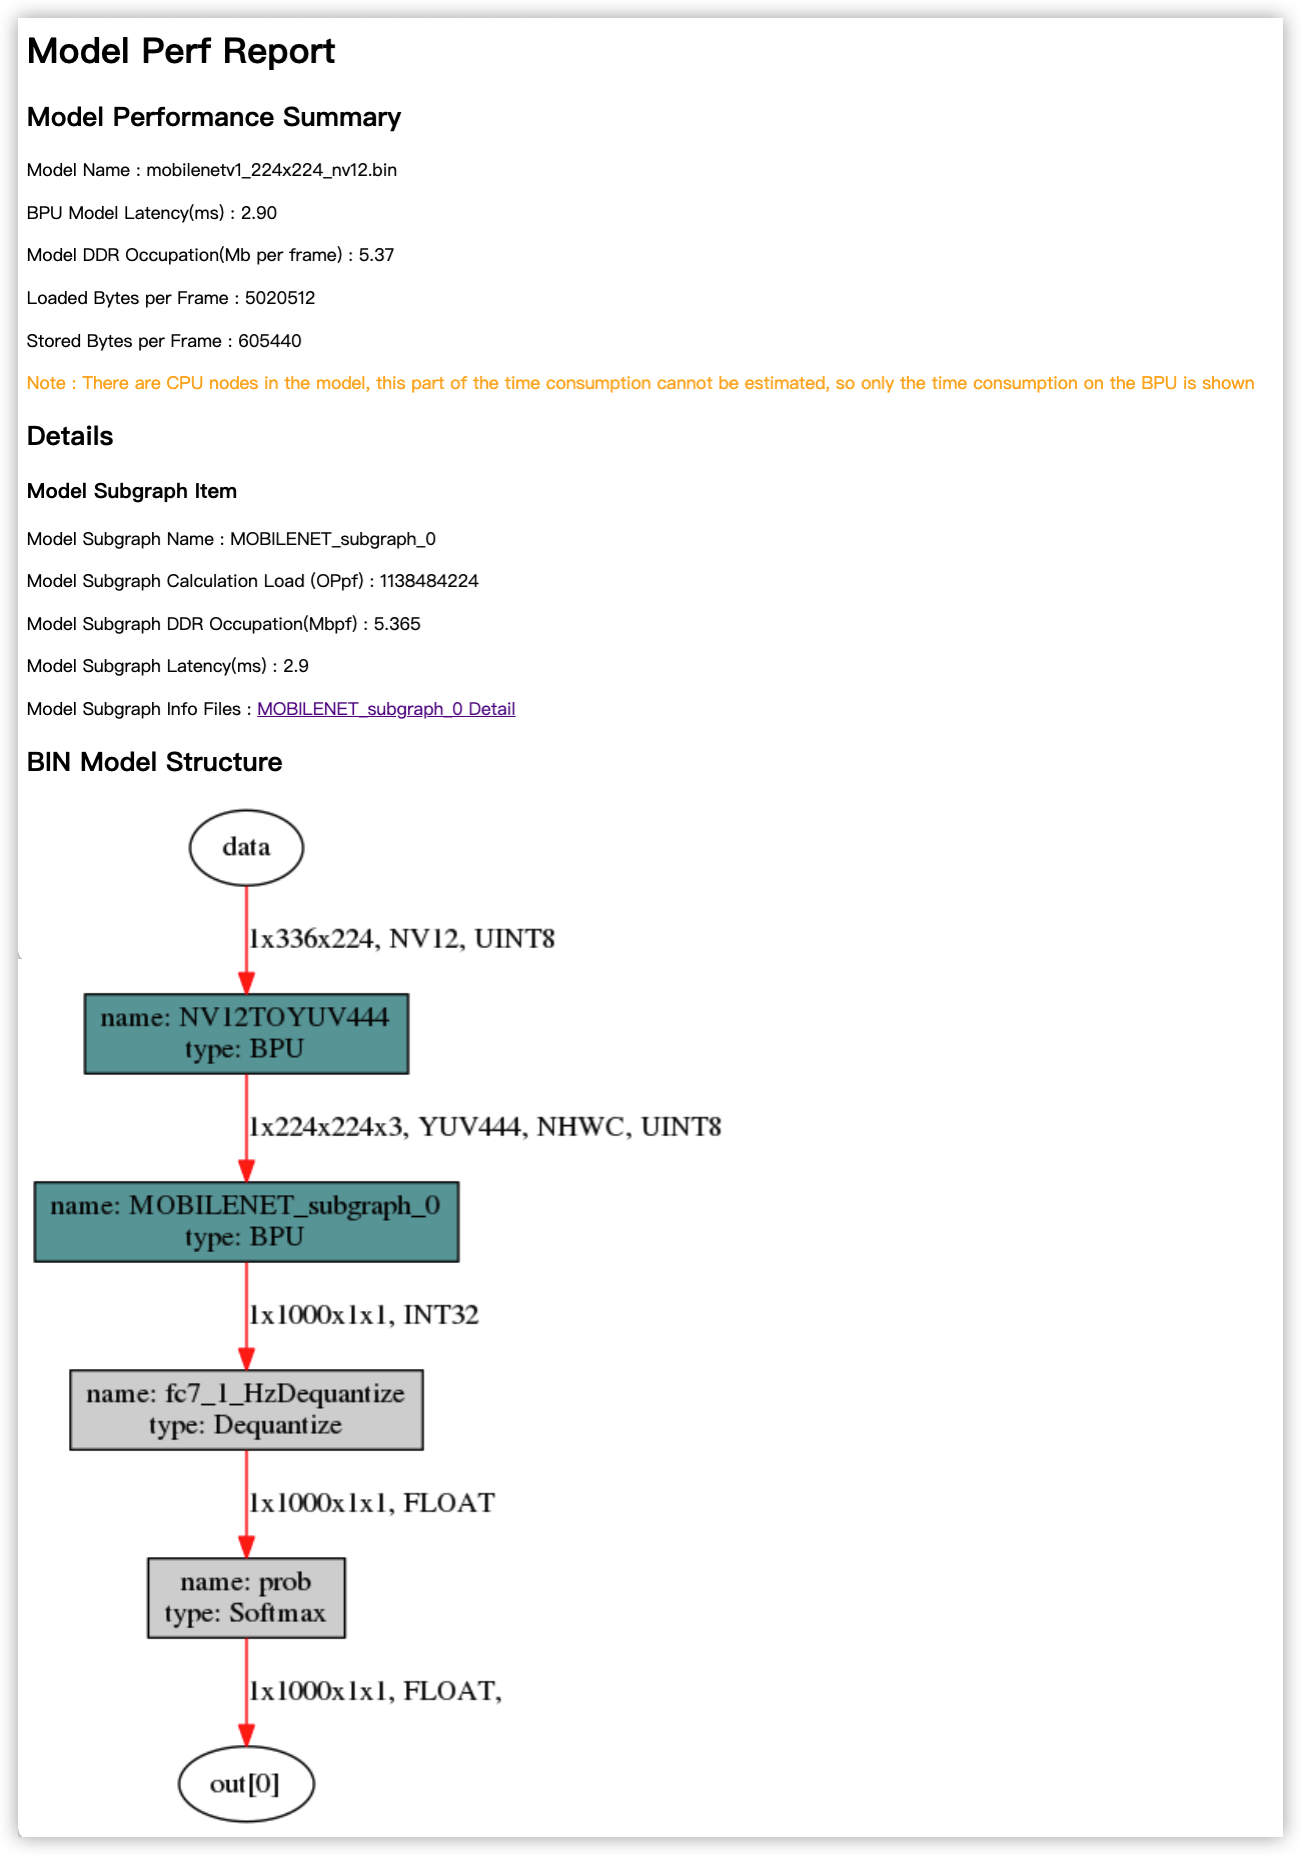 Model Perf Report
Model Performance Summary
Model Name : mobilenetv1_224x224_nv12.bin
BPU Model Latency(ms) : 2.90
Model DDR Occupation(Mb per frame) : 5.37
Loaded Bytes per Frame : 5020512
Stored Bytes per Frame : 605440
Note : There are CPU nodes in the model, this part of the time consumption cannot be estimated, so only the time consumption on the BPU is shown
Details
Model Subgraph Item
Model Subgraph Name : MOBILENET_subgraph_0
Model Subgraph Calculation Load (OPpf) : 1138484224
Model Subgraph DDR Occupation(Mbpf) : 5.365
Model Subgraph Latency(ms) : 2.9
Model Subgraph Info Files : MOBILENET_subgraph_0 Detail
BIN Model Structure
data
1x336x224, NV12, UINT8
name: NV12TOYUV444
type: BPU
1x224x224x3, YUV444, NHWC, UINT8
name: MOBILENET_subgraph_0
type: BPU
1x1000x1x1, INT32
name: fc7_1_HzDequantize
type: Dequantize
1x1000x1x1, FLOAT
name: prob
type: Softmax
1x1000x1x1, FLOAT,
out[0]